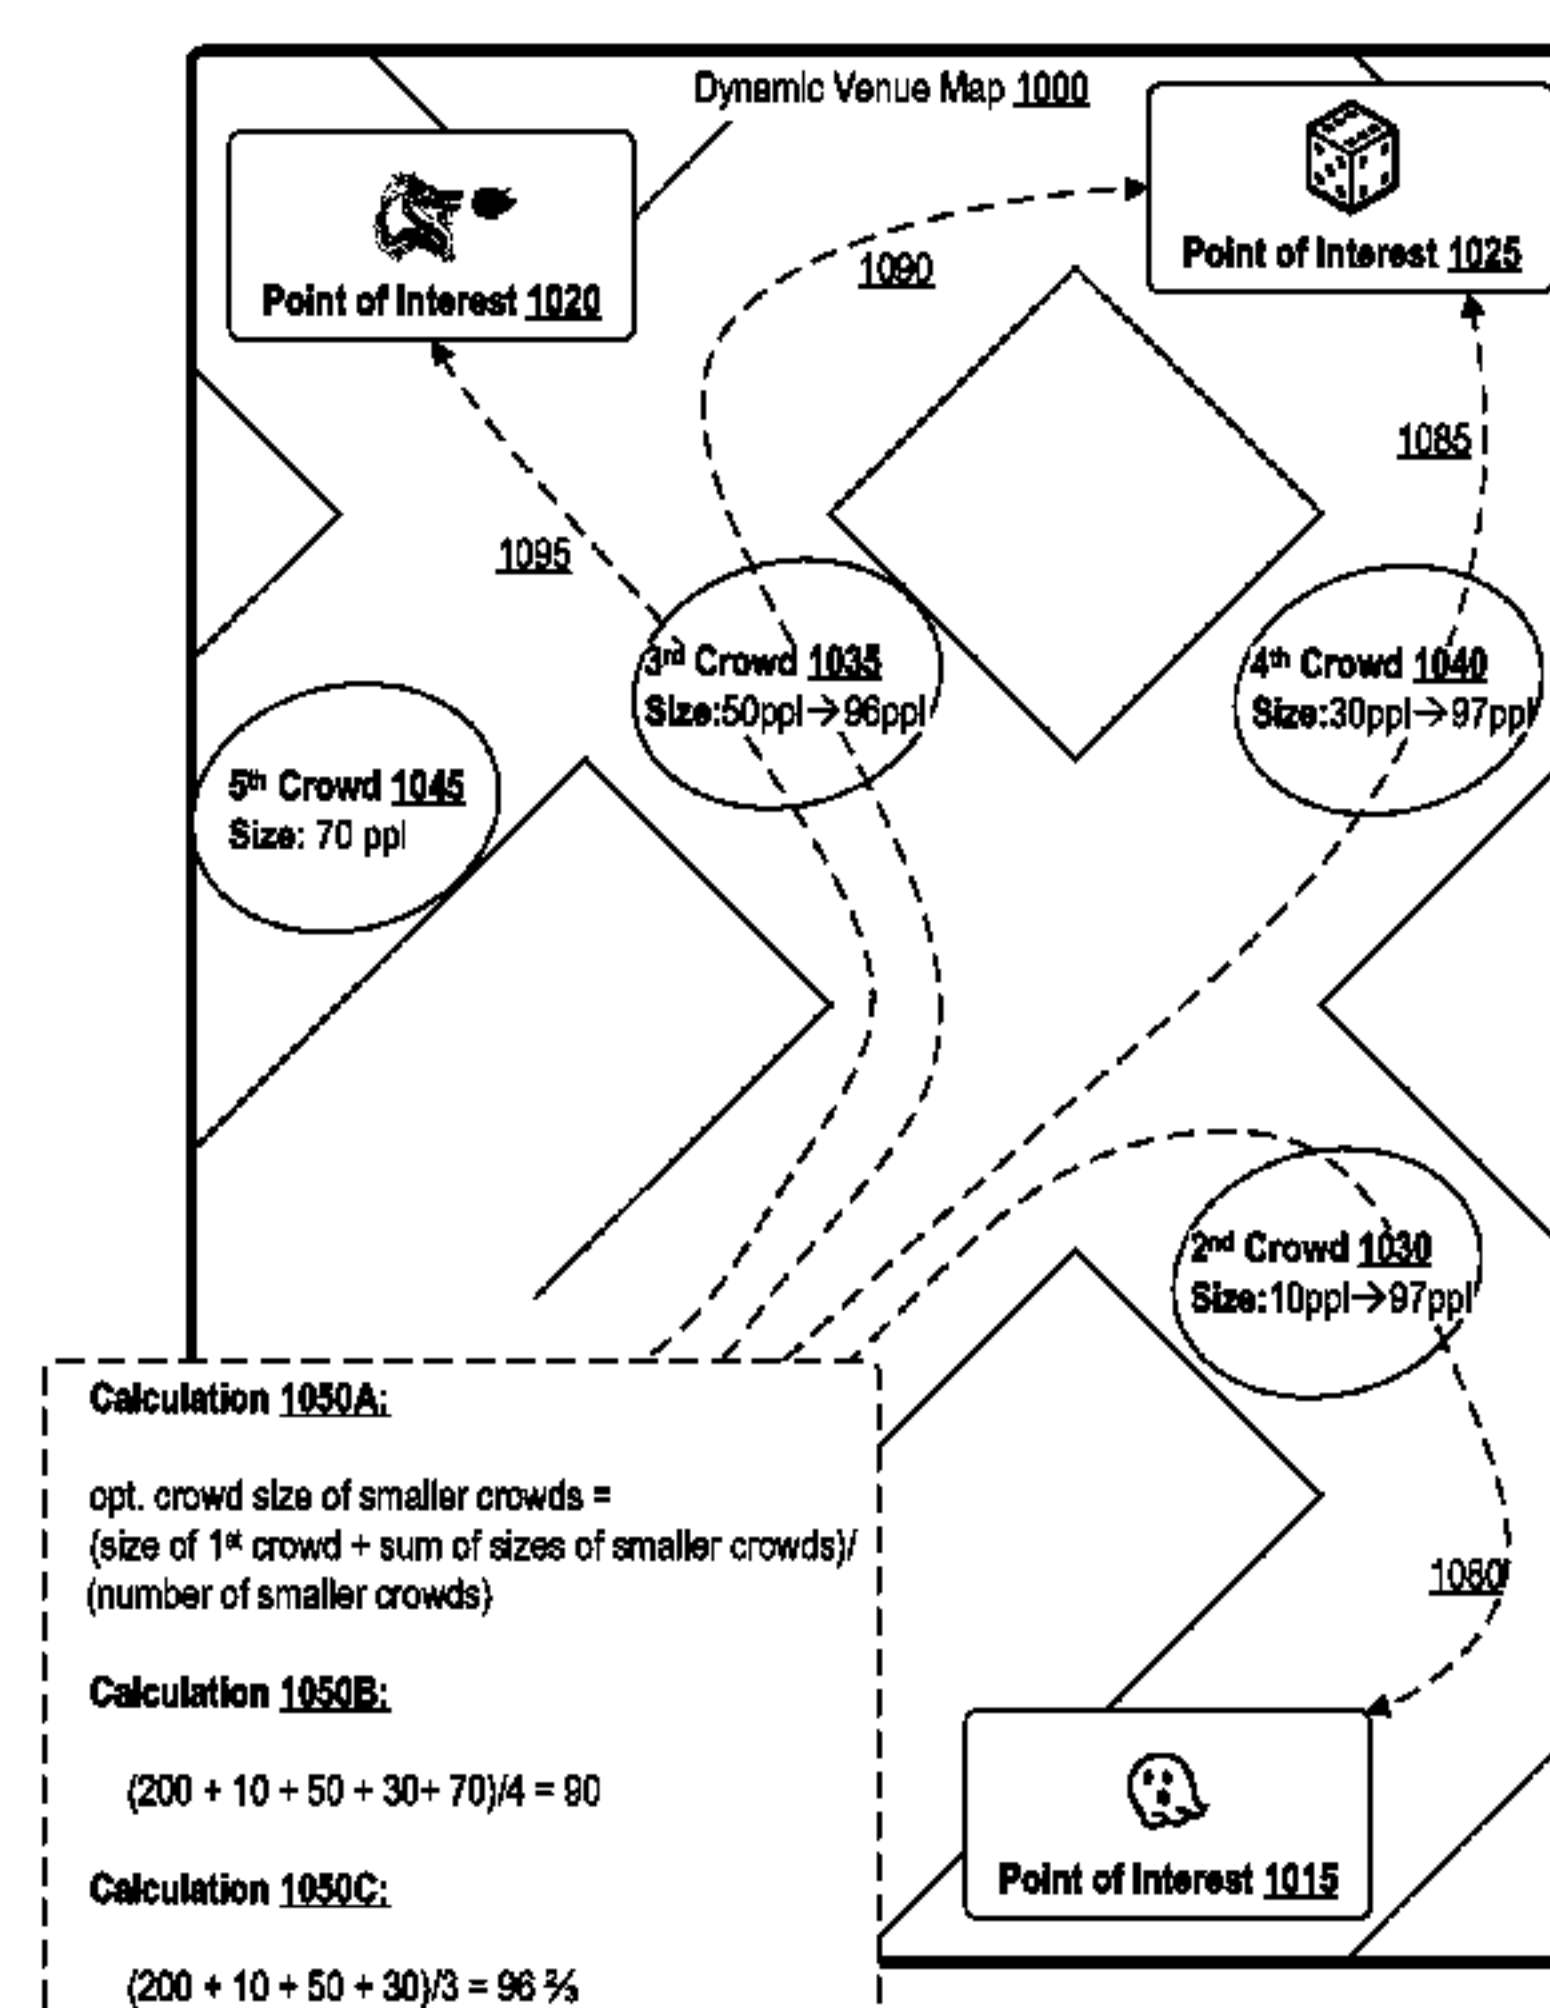 Dynamic Venue Map 1000
Point of Interest 1020
Point of Interest 1025
1090
1085
1095
3rd Crowd 1035
Size:50ppl→96ppl
4th Crowd 1040
Size:30ppl→97ppl
5th Crowd 1045
Size: 70 ppl
2nd Crowd 1030
Size:10ppl→97ppl
1080
Point of Interest 1015
Calculation 1050A:
opt. crowd size of smaller crowds =
(size of 1st crowd + sum of sizes of smaller crowds)/
(number of smaller crowds)
Calculation 1050B:
(200 + 10 + 50 + 30+ 70)/4 = 90
Calculation 1050C:
(200 + 10 + 50 + 30)/3 = 96 ⅔